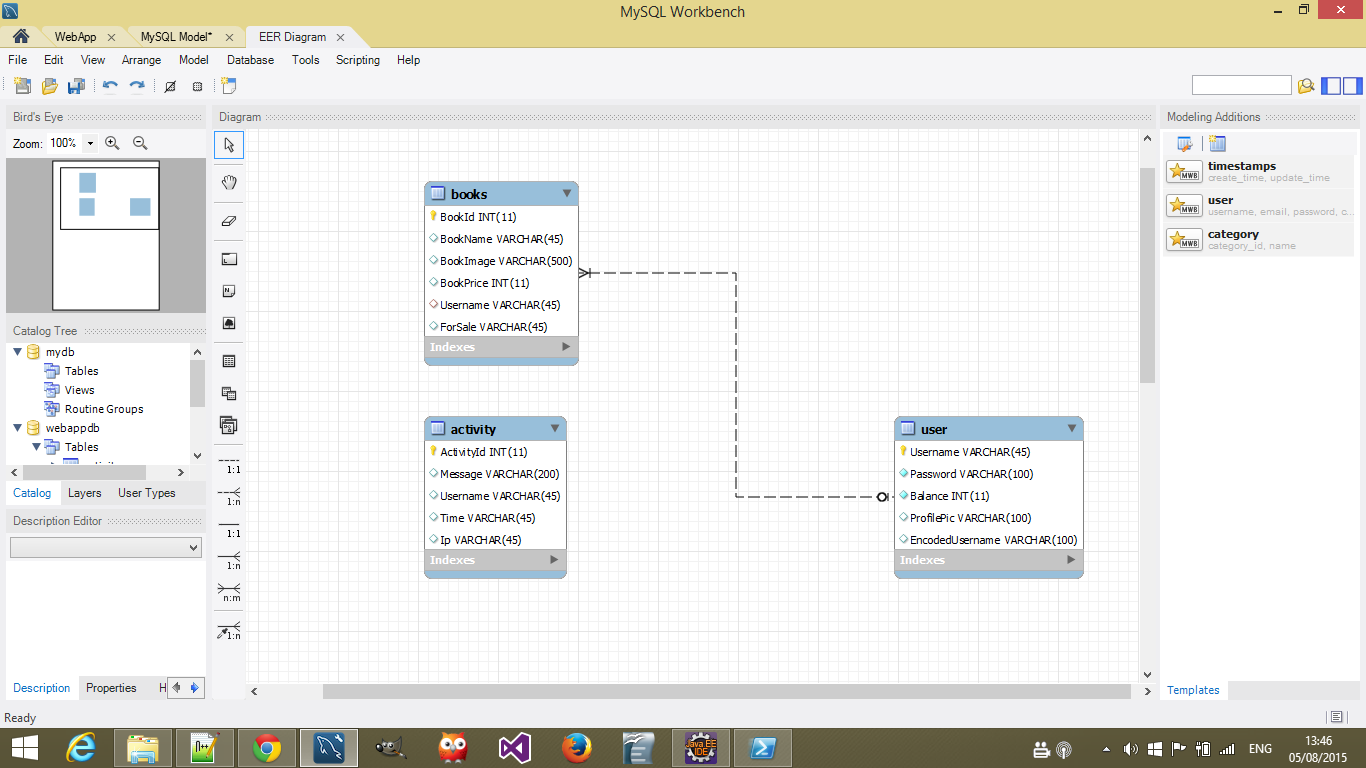 MySQL Workbench
WebApp
MySQL Model*
EER Diagram
File Edit View Arrange Model Database Tools Scripting Help
Bird's Eye
Zoom: 100%
Catalog Tree
mydb
Tables
Views
Routine Groups
webappdb
Tables
Catalog Layers User Types
Description Editor
Description Properties H
Ready
Diagram
1:1
1:n
1:1
1:n
n:m
1:n
books
BookId INT(11)
BookName VARCHAR(45)
BookImage VARCHAR(500)
BookPrice INT(11)
Username VARCHAR(45)
ForSale VARCHAR(45)
Indexes
activity
ActivityId INT(11)
Message VARCHAR(200)
Username VARCHAR(45)
Time VARCHAR(45)
Ip VARCHAR(45)
Indexes
user
Username VARCHAR(45)
Password VARCHAR(100)
Balance INT(11)
ProfilePic VARCHAR(100)
EncodedUsername VARCHAR(100)
Indexes
Modeling Additions
MWB
timestamps
create_time, update_time
MWB
user
username, email, password, c...
MWB
category
category_id, name
Templates
Java EE
IDE
ENG
13:46
05/08/2015